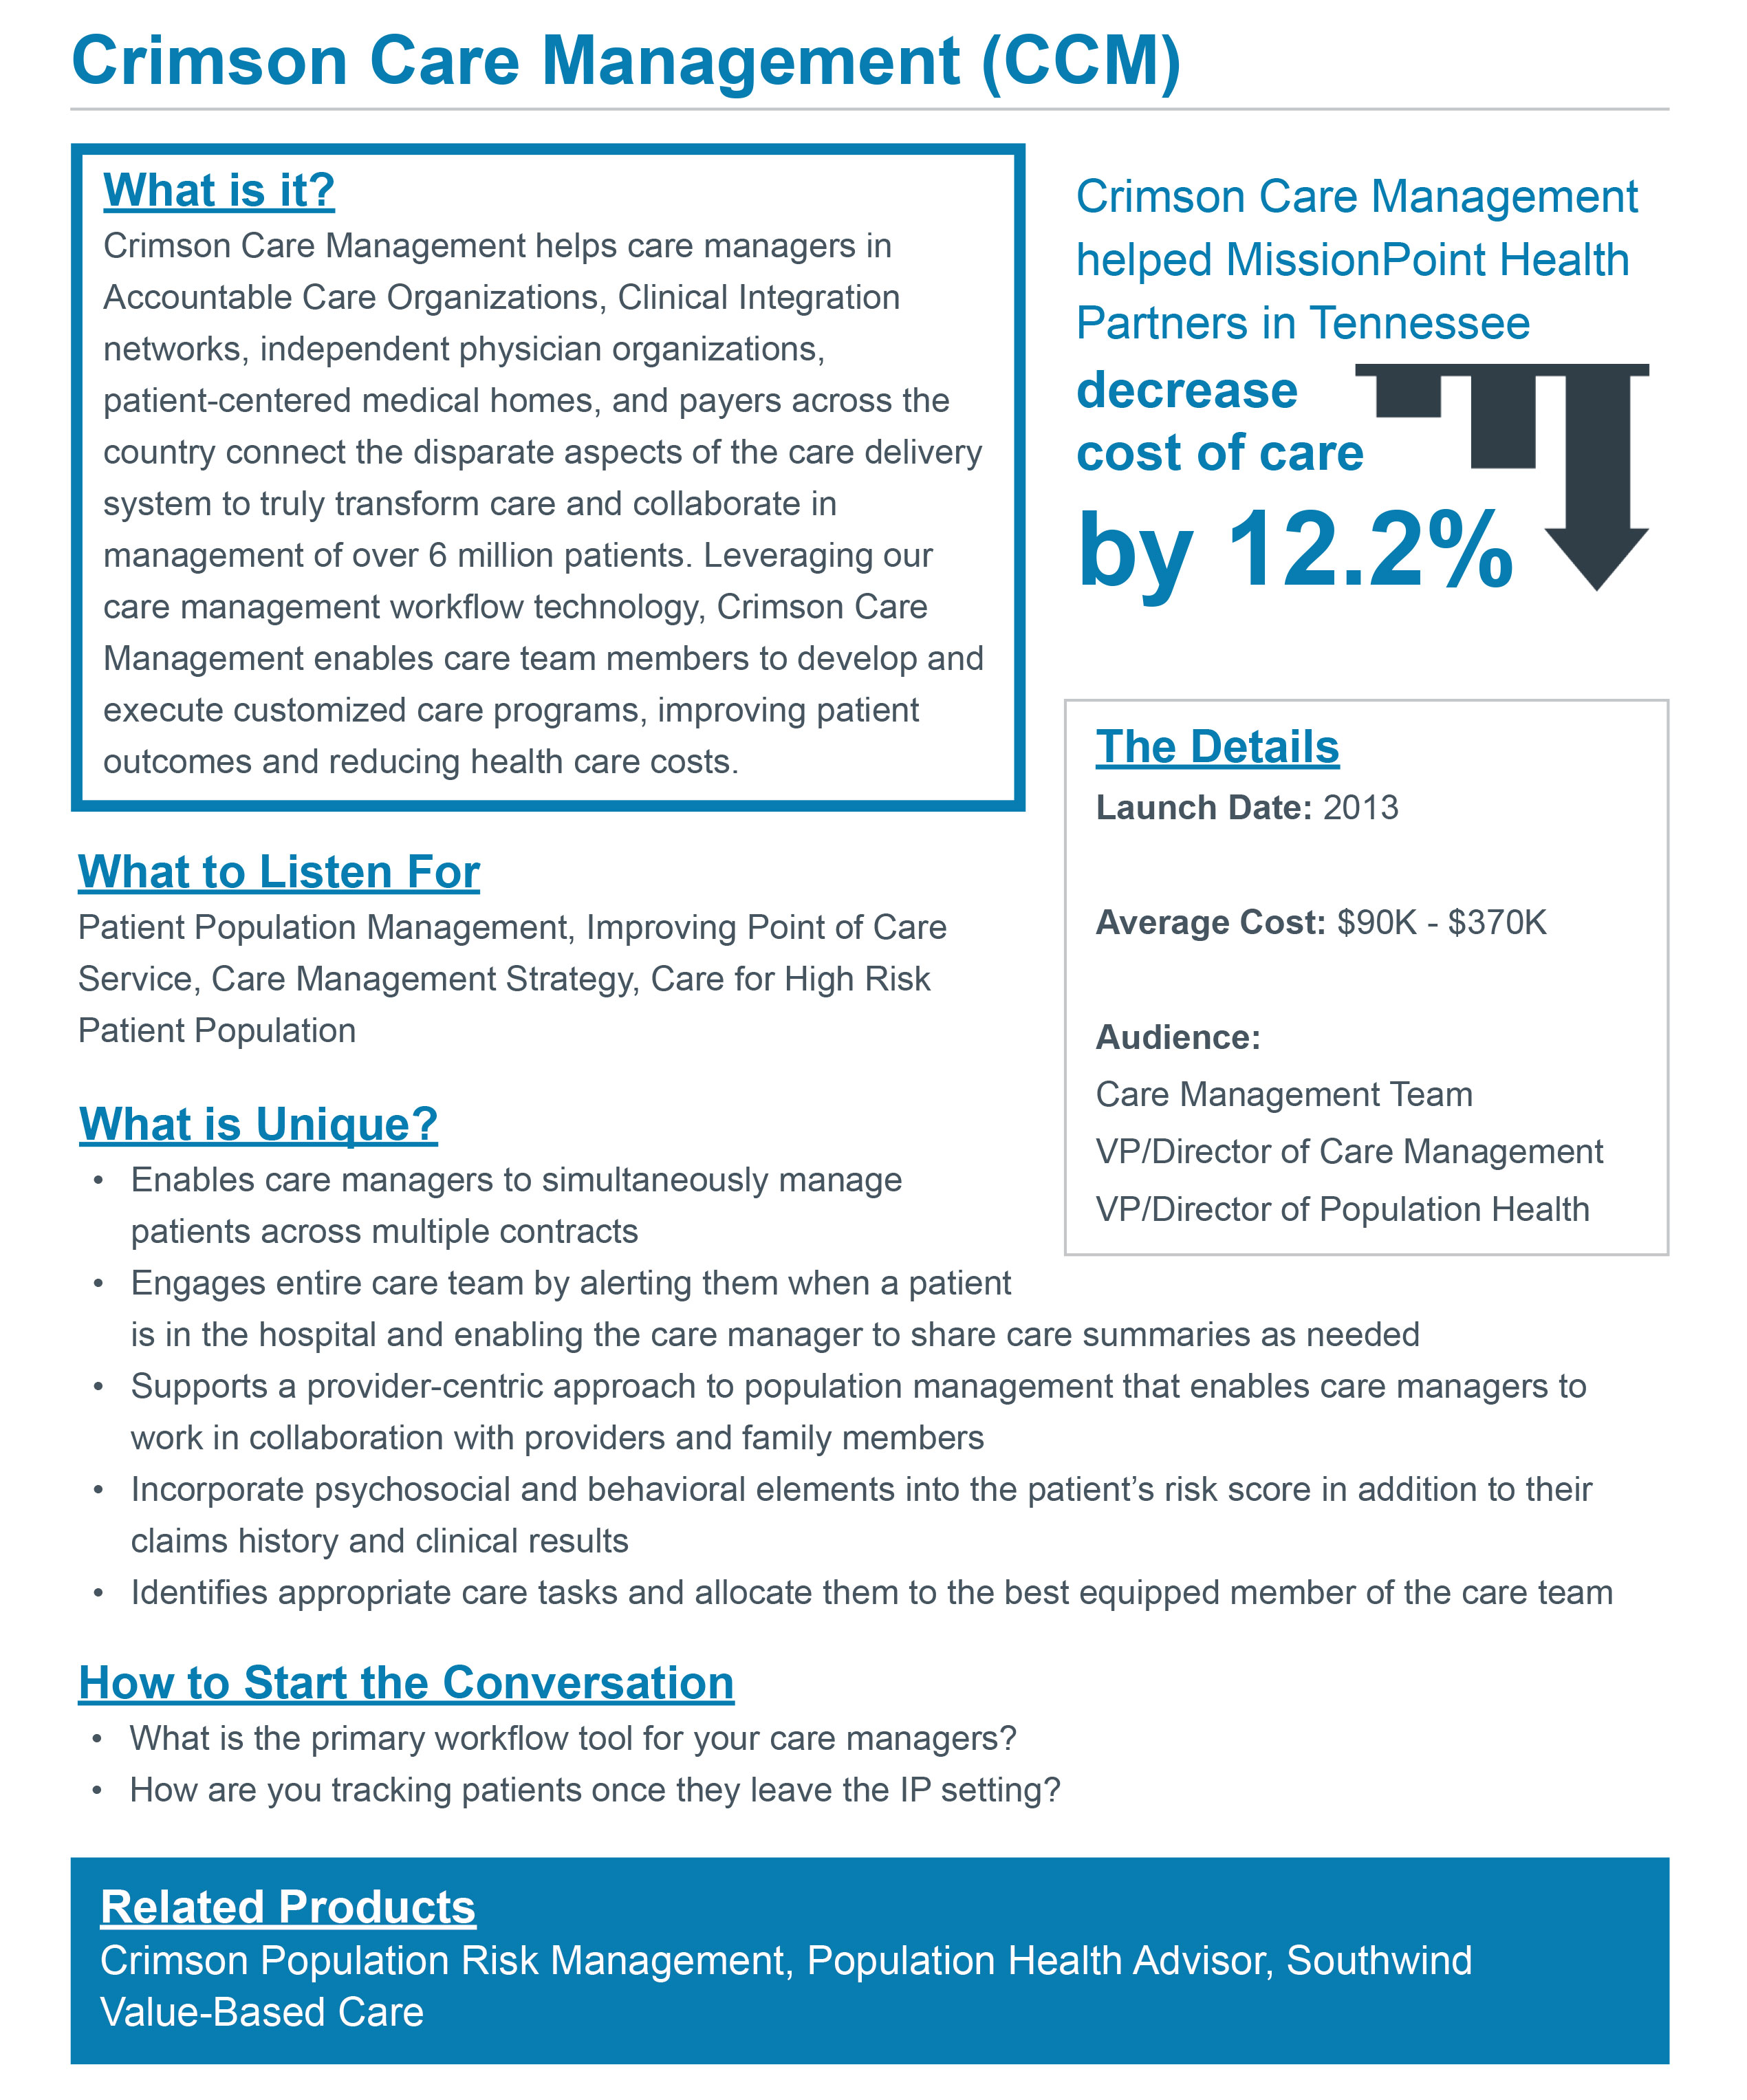 Crimson Care Management (CCM)
What is it?
Crimson Care Management helps care managers in
Accountable Care Organizations, Clinical Integration
networks, independent physician organizations,
patient-centered medical homes, and payers across the
country connect the disparate aspects of the care delivery
system to truly transform care and collaborate in
management of over 6 million patients. Leveraging our
care management workflow technology, Crimson Care
Management enables care team members to develop and
execute customized care programs, improving patient
outcomes and reducing health care costs.
Crimson Care Management
helped MissionPoint Health
Partners in Tennessee
decrease
cost of care
by 12.2%
The Details
Launch Date: 2013
Average Cost: $90K - $370K
Audience:
Care Management Team
VP/Director of Care Management
VP/Director of Population Health
What to Listen For
Patient Population Management, Improving Point of Care
Service, Care Management Strategy, Care for High Risk
Patient Population
What is Unique?
• Enables care managers to simultaneously manage
patients across multiple contracts
• Engages entire care team by alerting them when a patient
is in the hospital and enabling the care manager to share care summaries as needed
• Supports a provider-centric approach to population management that enables care managers to
work in collaboration with providers and family members
• Incorporate psychosocial and behavioral elements into the patient’s risk score in addition to their
claims history and clinical results
• Identifies appropriate care tasks and allocate them to the best equipped member of the care team
How to Start the Conversation
• What is the primary workflow tool for your care managers?
• How are you tracking patients once they leave the IP setting?
Related Products
Crimson Population Risk Management, Population Health Advisor, Southwind
Value-Based Care